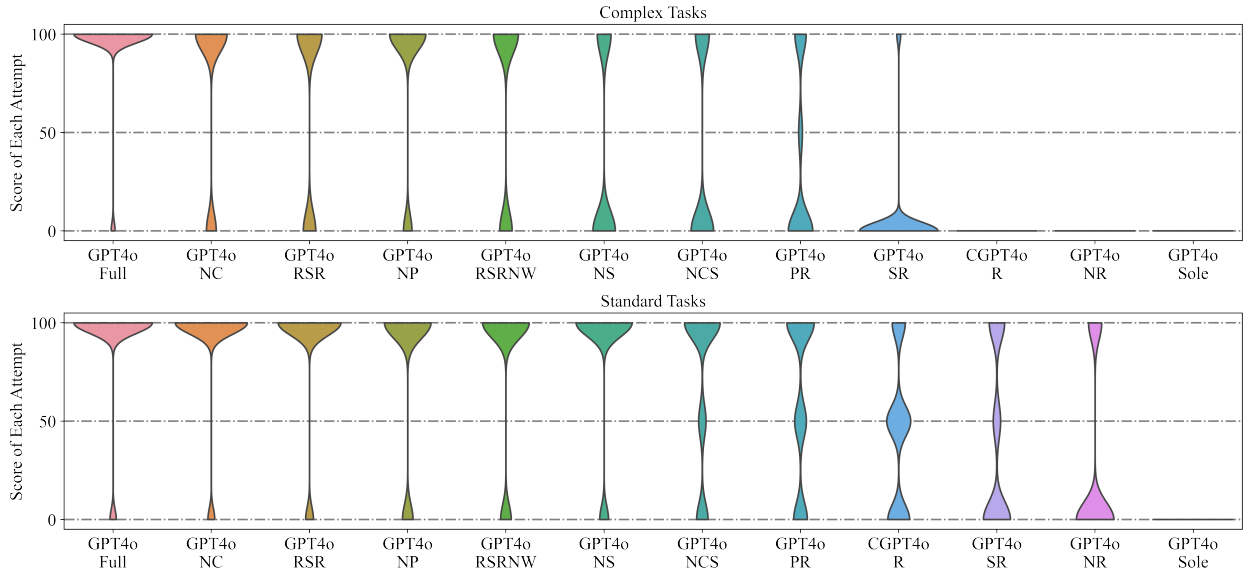 Complex Tasks
Score of Each Attempt
100
50
0
GPT4o GPT4o GPT4o GPT4o GPT4o GPT4o GPT4o GPT4o GPT4o CGPT4o GPT4o GPT4o
Full NC RSR NP RSRNW NS NCS PR SR R NR Sole
Standard Tasks
Score of Each Attempt
100
50
0
GPT4o GPT4o GPT4o GPT4o GPT4o GPT4o GPT4o GPT4o CGPT4o GPT4o GPT4o GPT4o
Full NC RSR NP RSRNW NS NCS PR R SR NR Sole